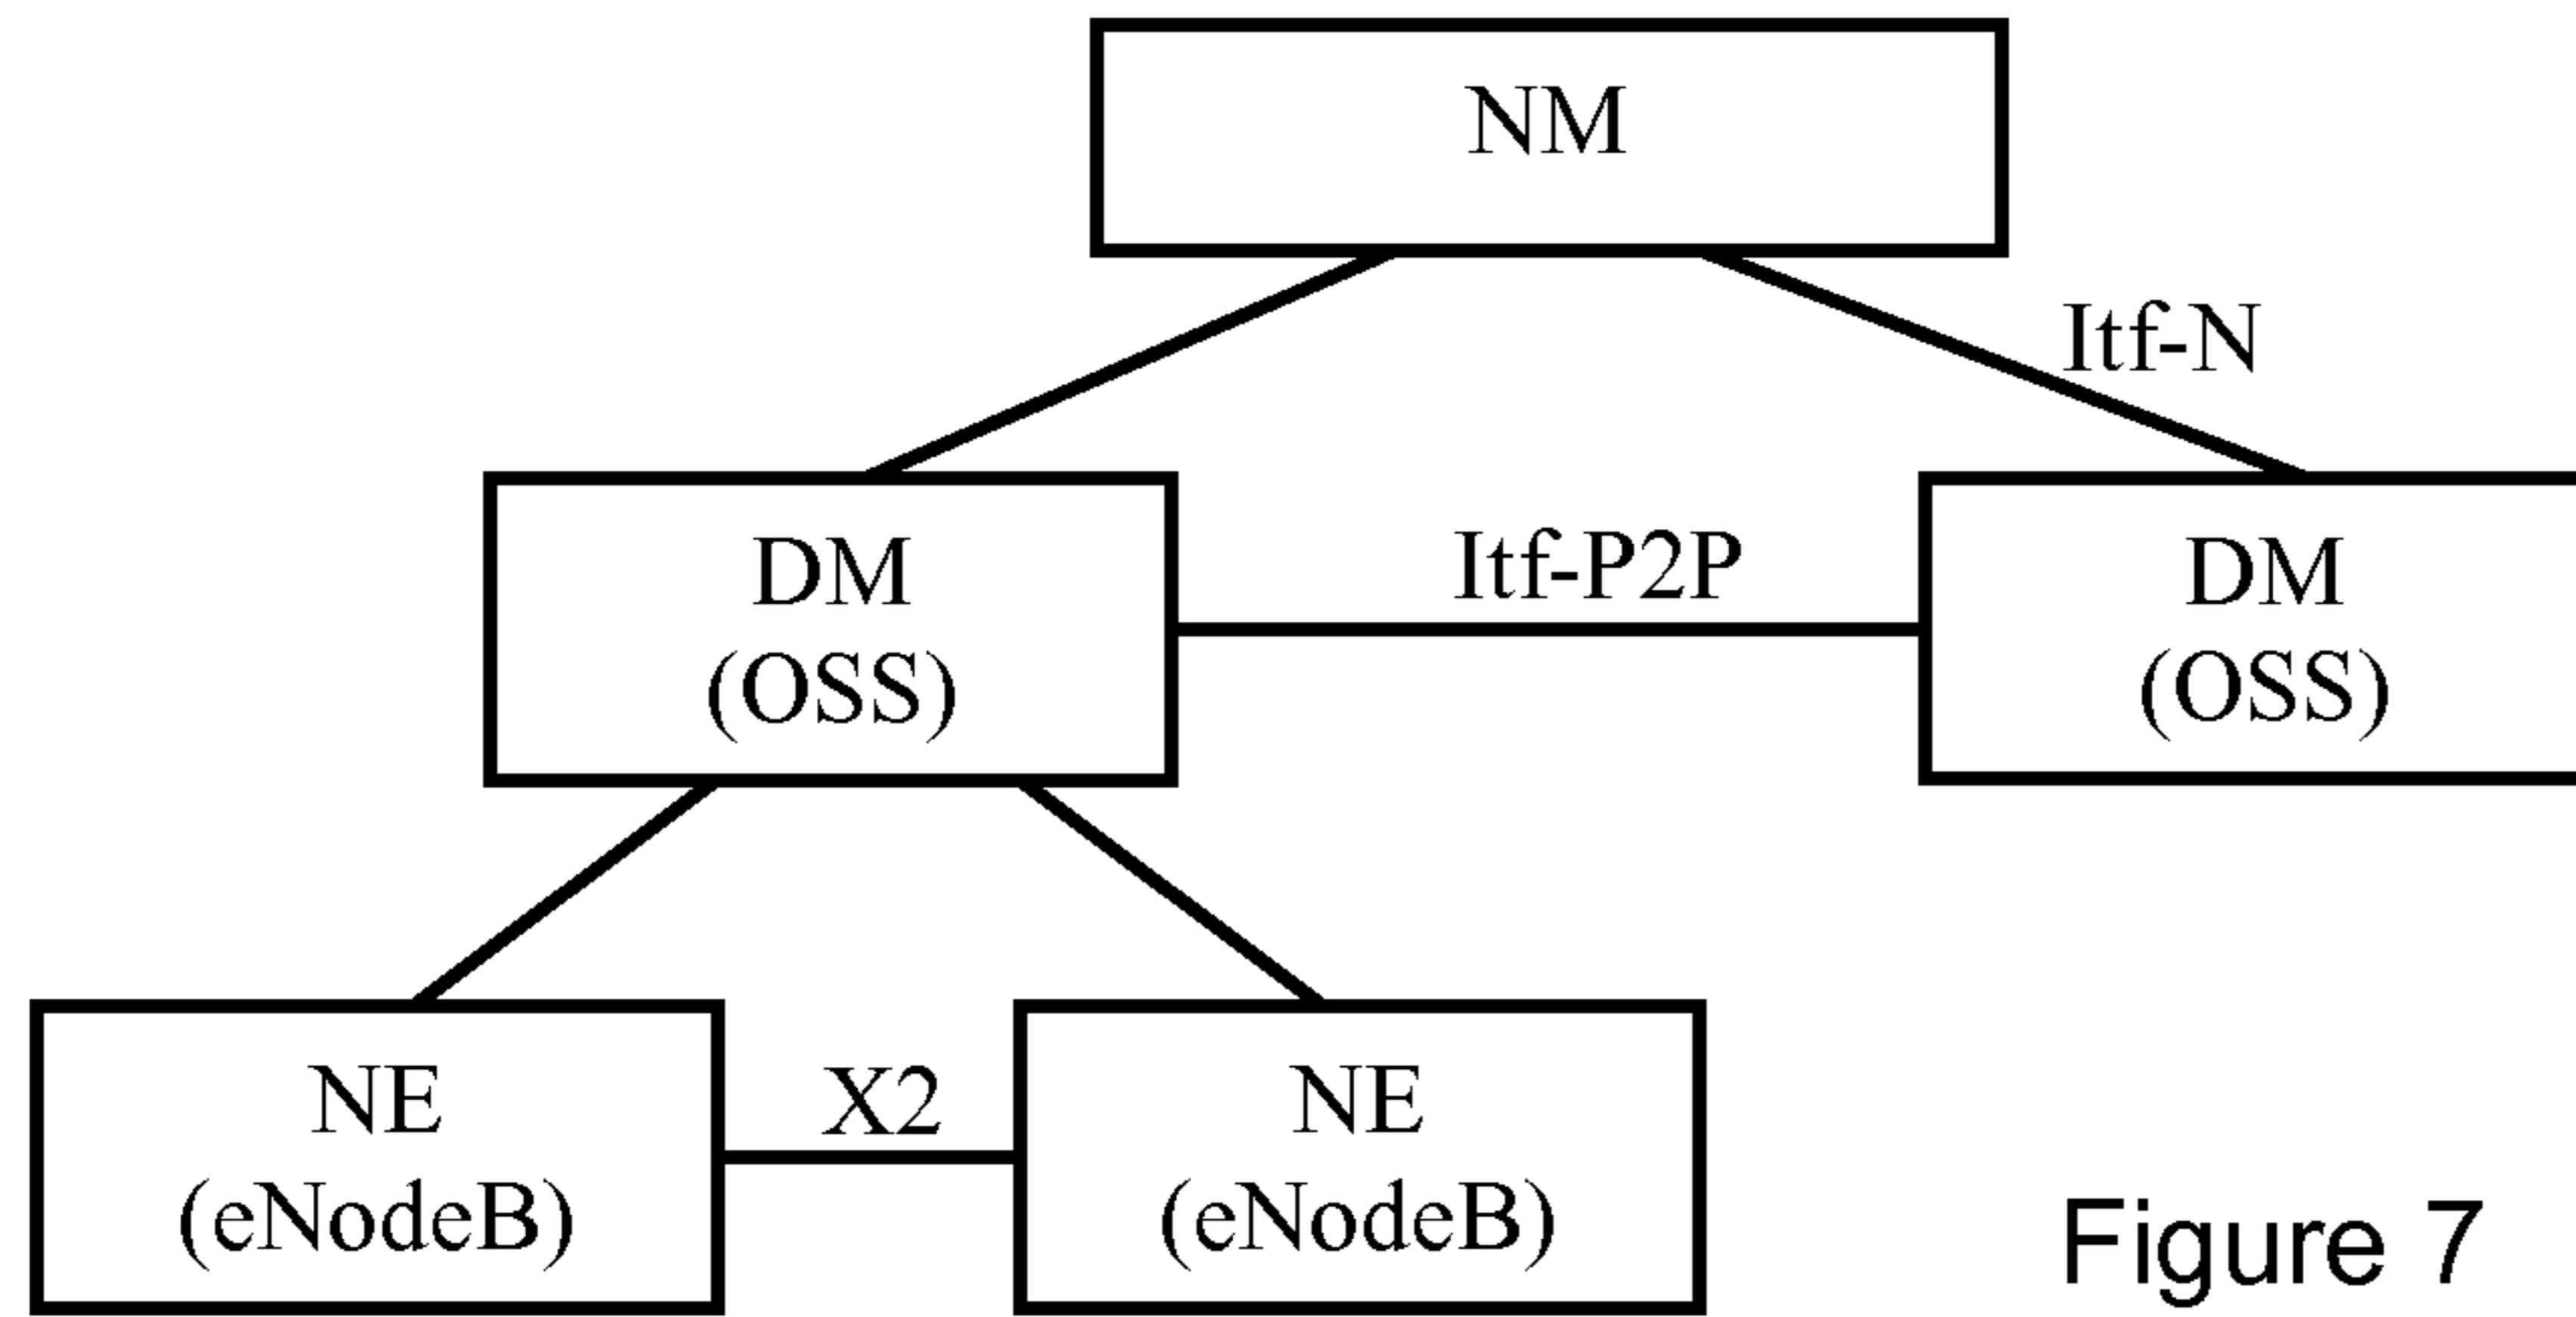 NM
Itf-N
DM
(OSS)
Itf-P2P
DM
(OSS)
NE
(eNodeB)
X2
NE
(eNodeB)
Figure 7